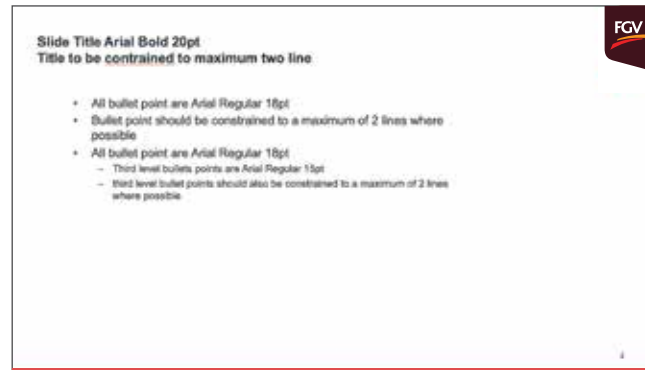 FGV
Slide Title Arial Bold 20pt
Title to be contrained to maximum two line
• All bullet point are Arial Regular 18pt
• Bullet point should be constrained to a maximum of 2 lines where
possible
• All bullet point are Arial Regular 18pt
– Third level bullets points are Arial Regular 15pt
– third level bullet points should also be constrained to a maximum of 2 lines
where possible